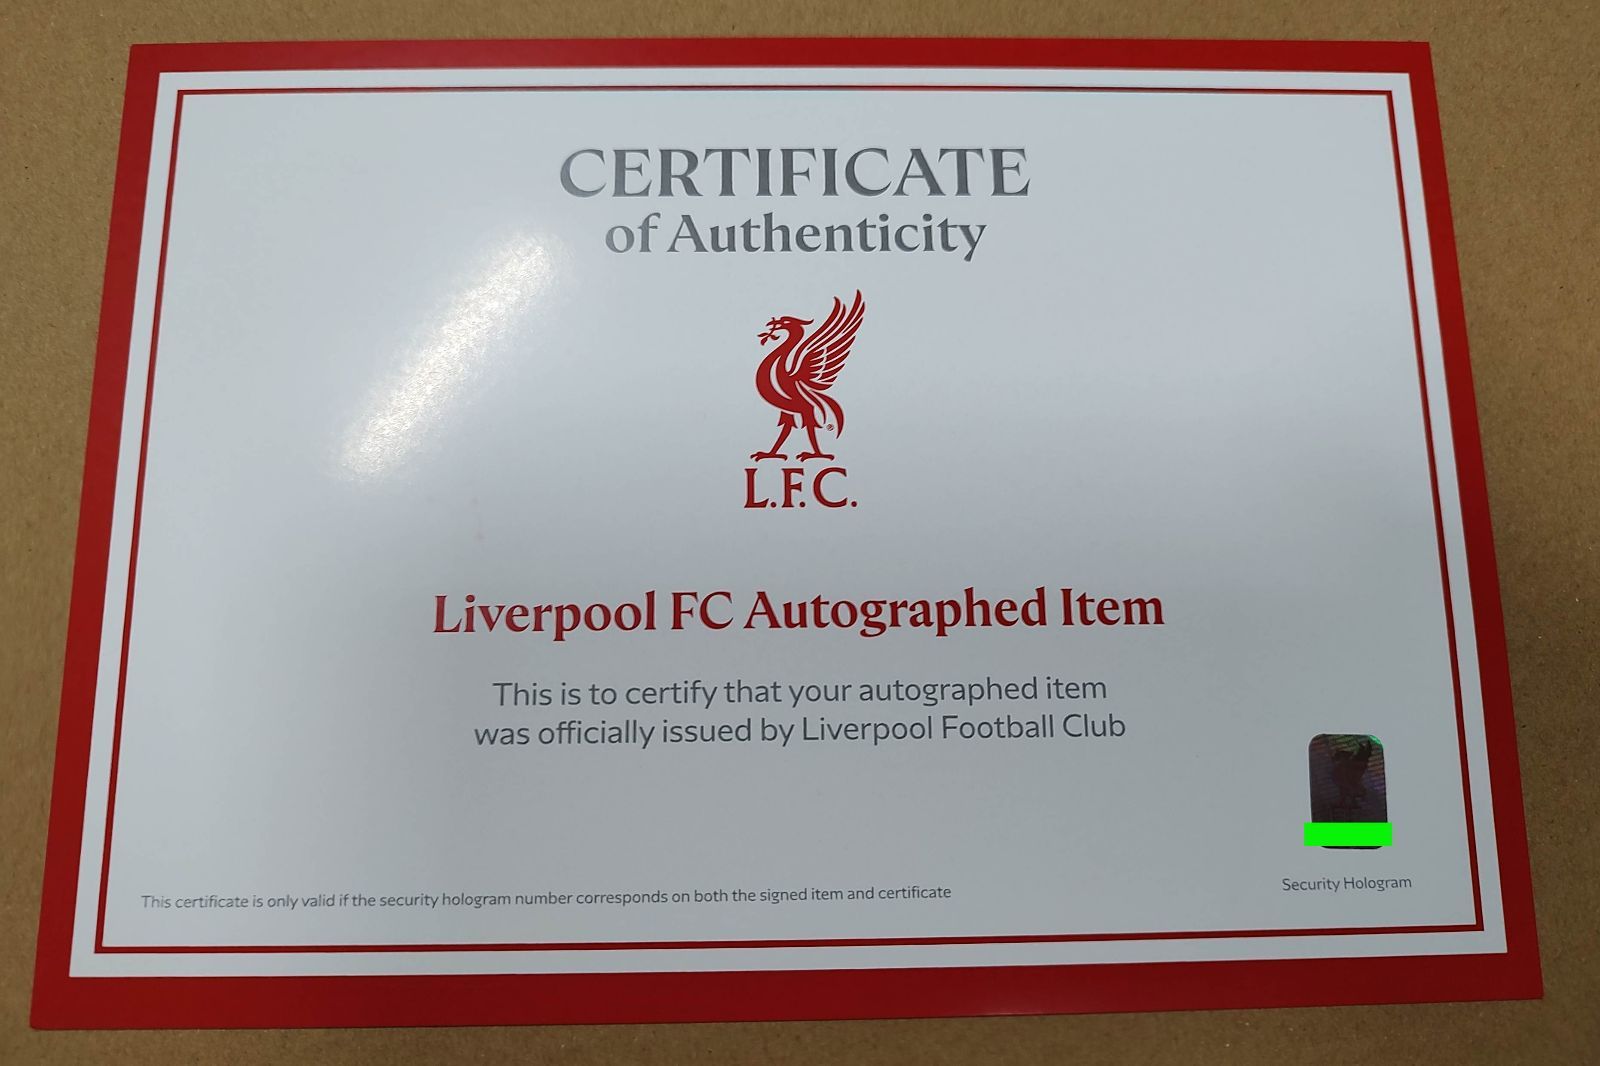 CERTIFICATE
of Authenticity
L.F.C.
Liverpool FC Autographed Item
This is to certify that your autographed item
was officially issued by Liverpool Football Club
This certificate is only valid if the security hologram number corresponds on both the signed item and certificate
Security Hologram